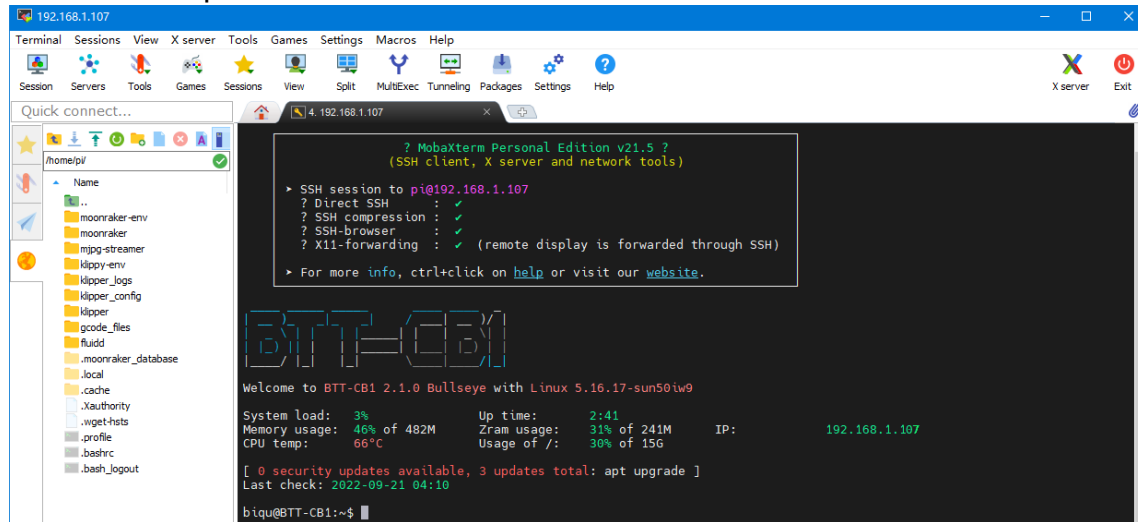 192.168.1.107
Terminal Sessions View X server Tools Games Settings Macros Help
Session Servers Tools Games Sessions View Split MultiExec Tunneling Packages Settings Help X server Exit
Quick connect...
4. 192.168.1.107
/home/pi/
Name
..
moonraker-env
moonraker
mjpg-streamer
klippy-env
klipper_logs
klipper_config
klipper
gcode_files
fluidd
.moonraker_database
.local
.cache
.Xauthority
.wget-hsts
.profile
.bashrc
.bash_logout
? MobaXterm Personal Edition v21.5 ?
(SSH client, X server and network tools)
➤ SSH session to pi@192.168.1.107
? Direct SSH : ✔
? SSH compression : ✔
? SSH-browser : ✔
? X11-forwarding : ✔ (remote display is forwarded through SSH)
➤ For more info, ctrl+click on help or visit our website.
BTT-CB1
Welcome to BTT-CB1 2.1.0 Bullseye with Linux 5.16.17-sun50iw9
System load: 3% Up time: 2:41
Memory usage: 46% of 482M Zram usage: 31% of 241M IP: 192.168.1.107
CPU temp: 66°C Usage of /: 30% of 15G
[ 0 security updates available, 3 updates total: apt upgrade ]
Last check: 2022-09-21 04:10
biqu@BTT-CB1:~$